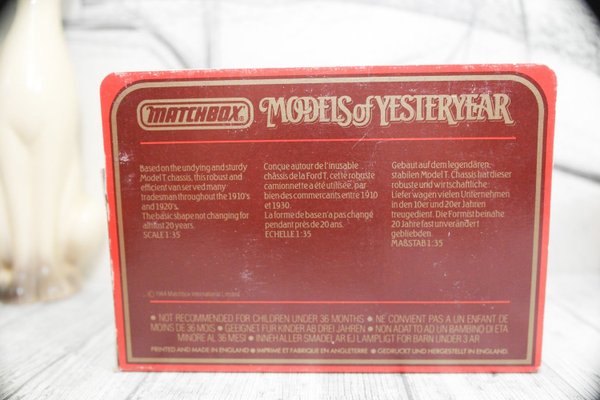 MATCHBOX MODELS of YESTERYEAR
Based on the undying and sturdy
Model T. chassis, this robust and
efficient van served many
tradesman throughout the 1910's
and 1920's.
The basic shape not changing for
allfist 20 years.
SCALE 1:35
Conçue autour de l'inusable
châssis de la Ford T, cette robuste
camionnette a été utilisée, par
bien des commercants entre 1910
et 1930.
La forme de base n'a pas changé
pendant prés de 20 ans.
ECHELLE 1:35
Gebaut auf dem legendären,
stabilen Model T. Chassis hat dieser
robuste und wirtschaftliche
Lieferwagen vielen Unternehmen
in den 10er und 20er Jahren
treugedient. Die Form ist beinahe
20 Jahre fast unverändert
gebliebden.
MAßSTAB 1:35
© 1984 Matchbox International Limited.
• NOT RECOMMENDED FOR CHILDREN UNDER 36 MONTHS • NE CONVIENT PAS A UN ENFANT DE
MOINS DE 36 MOIS • GEEIGNET FUR KINDER AB DREI JAHREN • NON ADATTO AD UN BAMBINO DI ETA
MINORE AL 36 MESI • INNEHALLER SMADELAR EJ LAMPLIGT FOR BARN UNDER 3 AR
PRINTED AND MADE IN ENGLAND • IMPRIME ET FABRIQUE EN ANGLETERRE • GEDRUCKT UND HERGESTELLT IN ENGLAND.